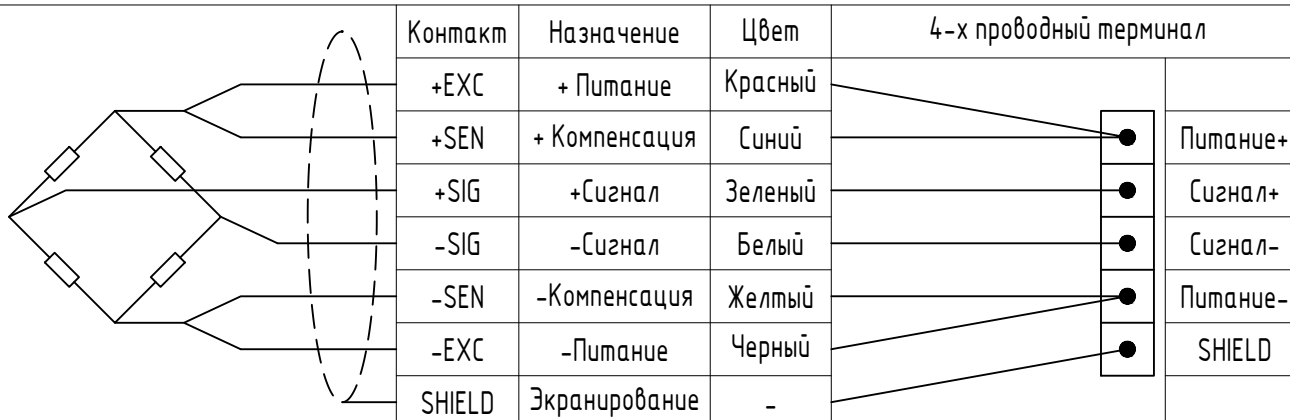 Контакт Назначение Цвет 4-х проводный терминал
+EXC + Питание Красный
+SEN + Компенсация Синий Питание+
+SIG +Сигнал Зеленый Сигнал+
-SIG -Сигнал Белый Сигнал-
-SEN -Компенсация Желтый Питание-
-EXC -Питание Черный SHIELD
SHIELD Экранирование -